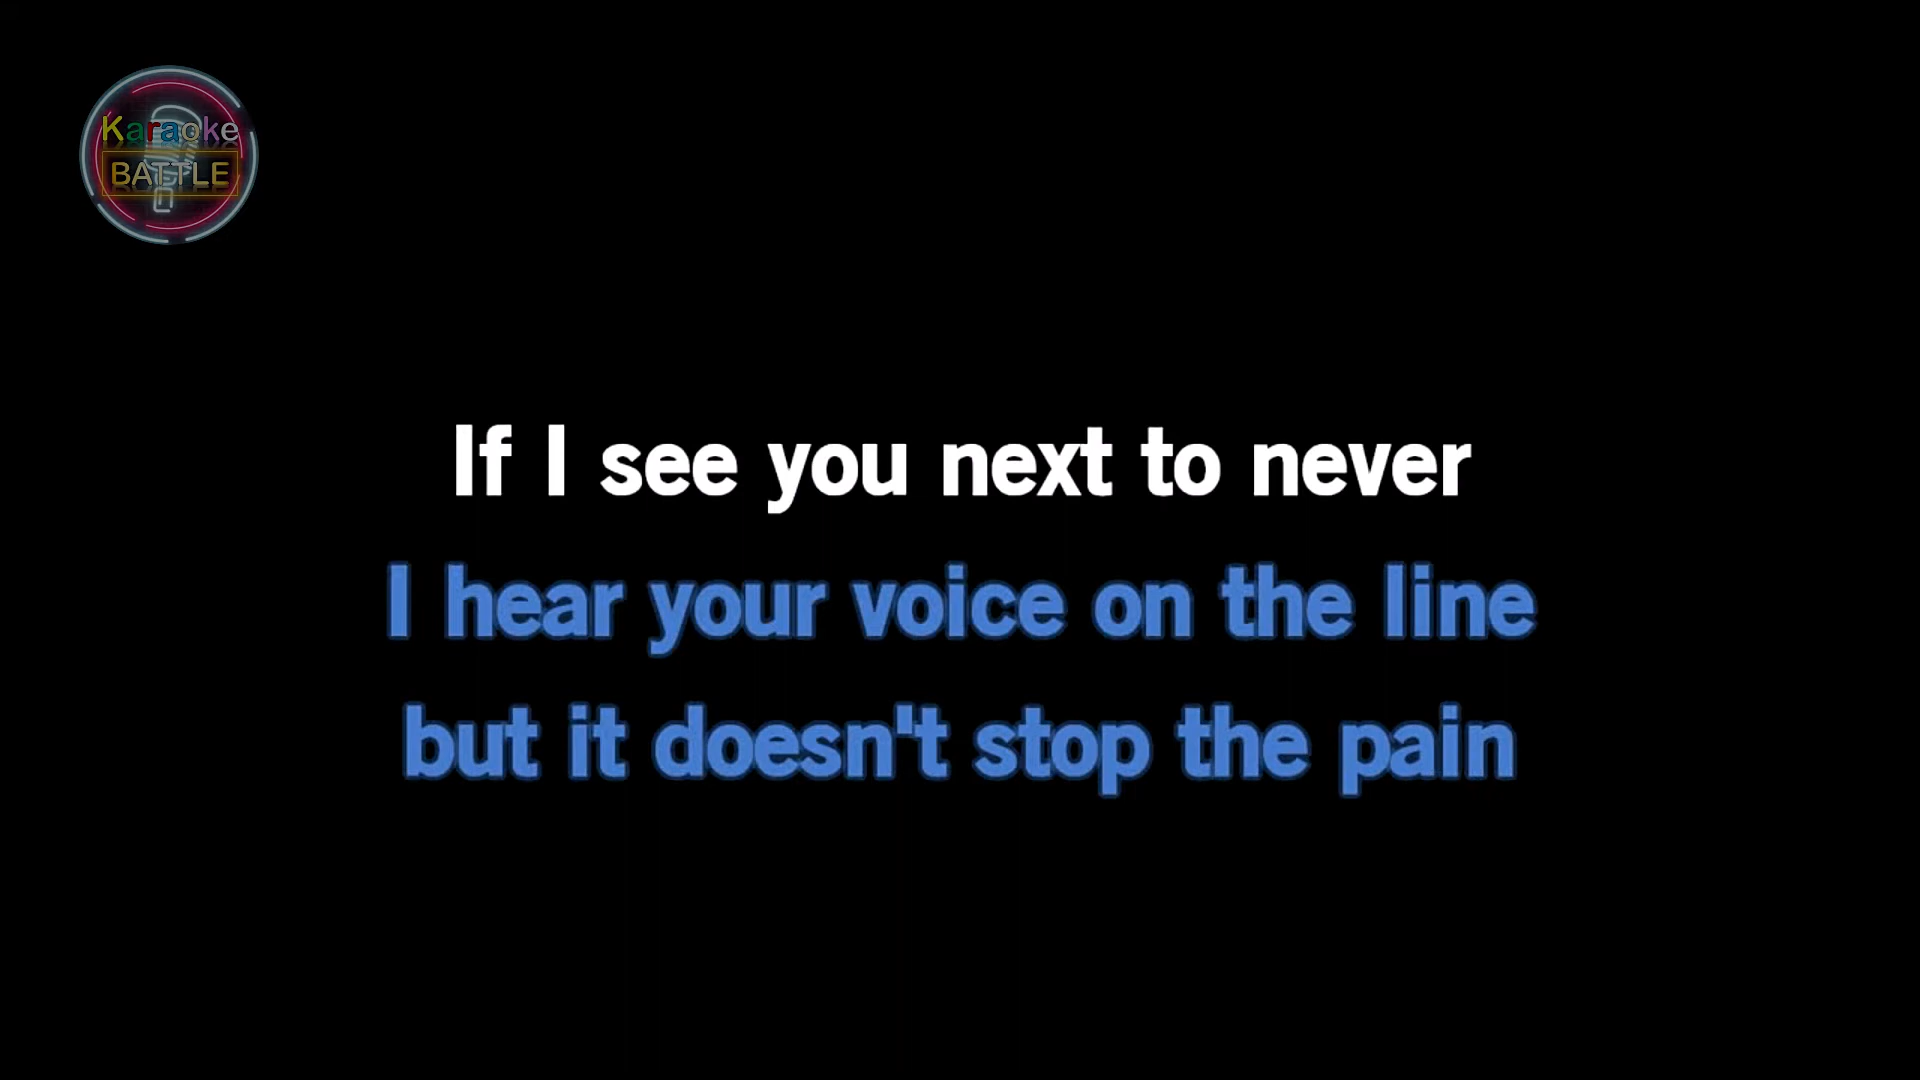 Karaoke
BATTLE
If I see you next to never
I hear your voice on the line
but it doesn't stop the pain